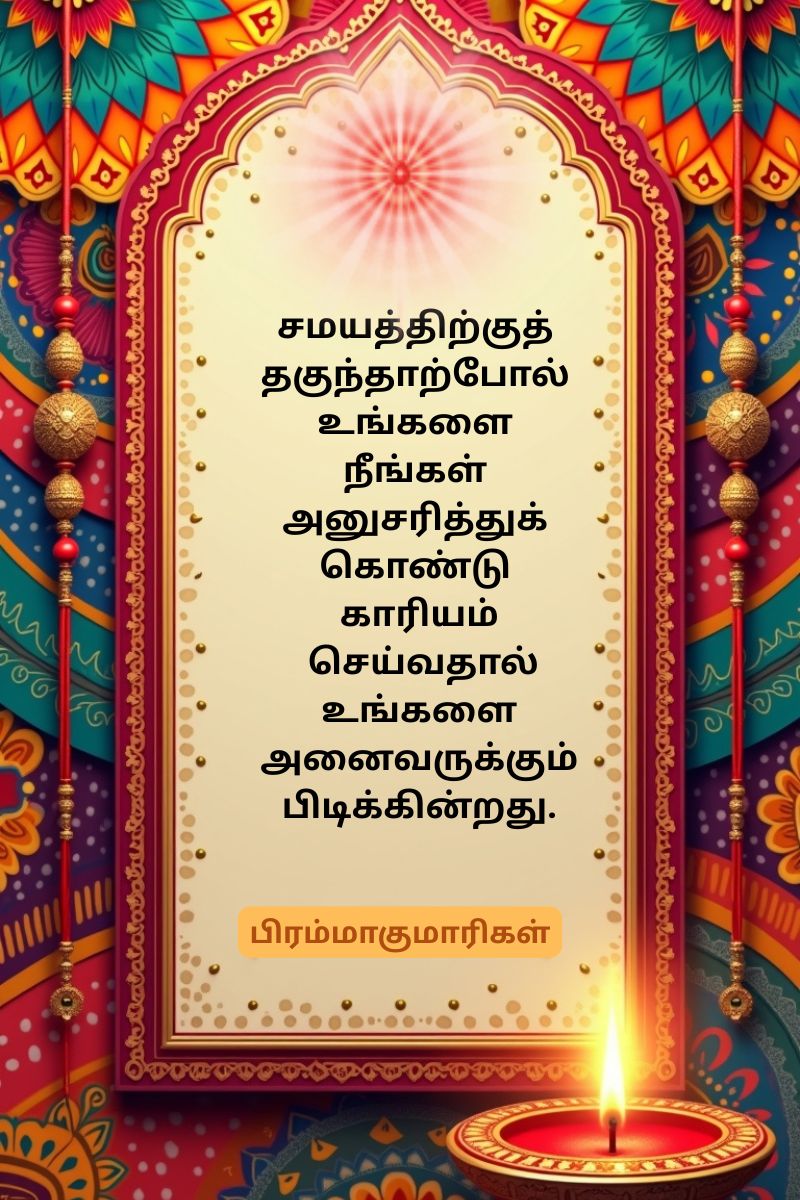 சமயத்திற்குத்
தகுந்தாற்போல்
உங்களை
நீங்கள்
அனுசரித்துக்
கொண்டு
காரியம்
செய்வதால்
உங்களை
அனைவருக்கும்
பிடிக்கின்றது.
பிரம்மாகுமாரிகள்